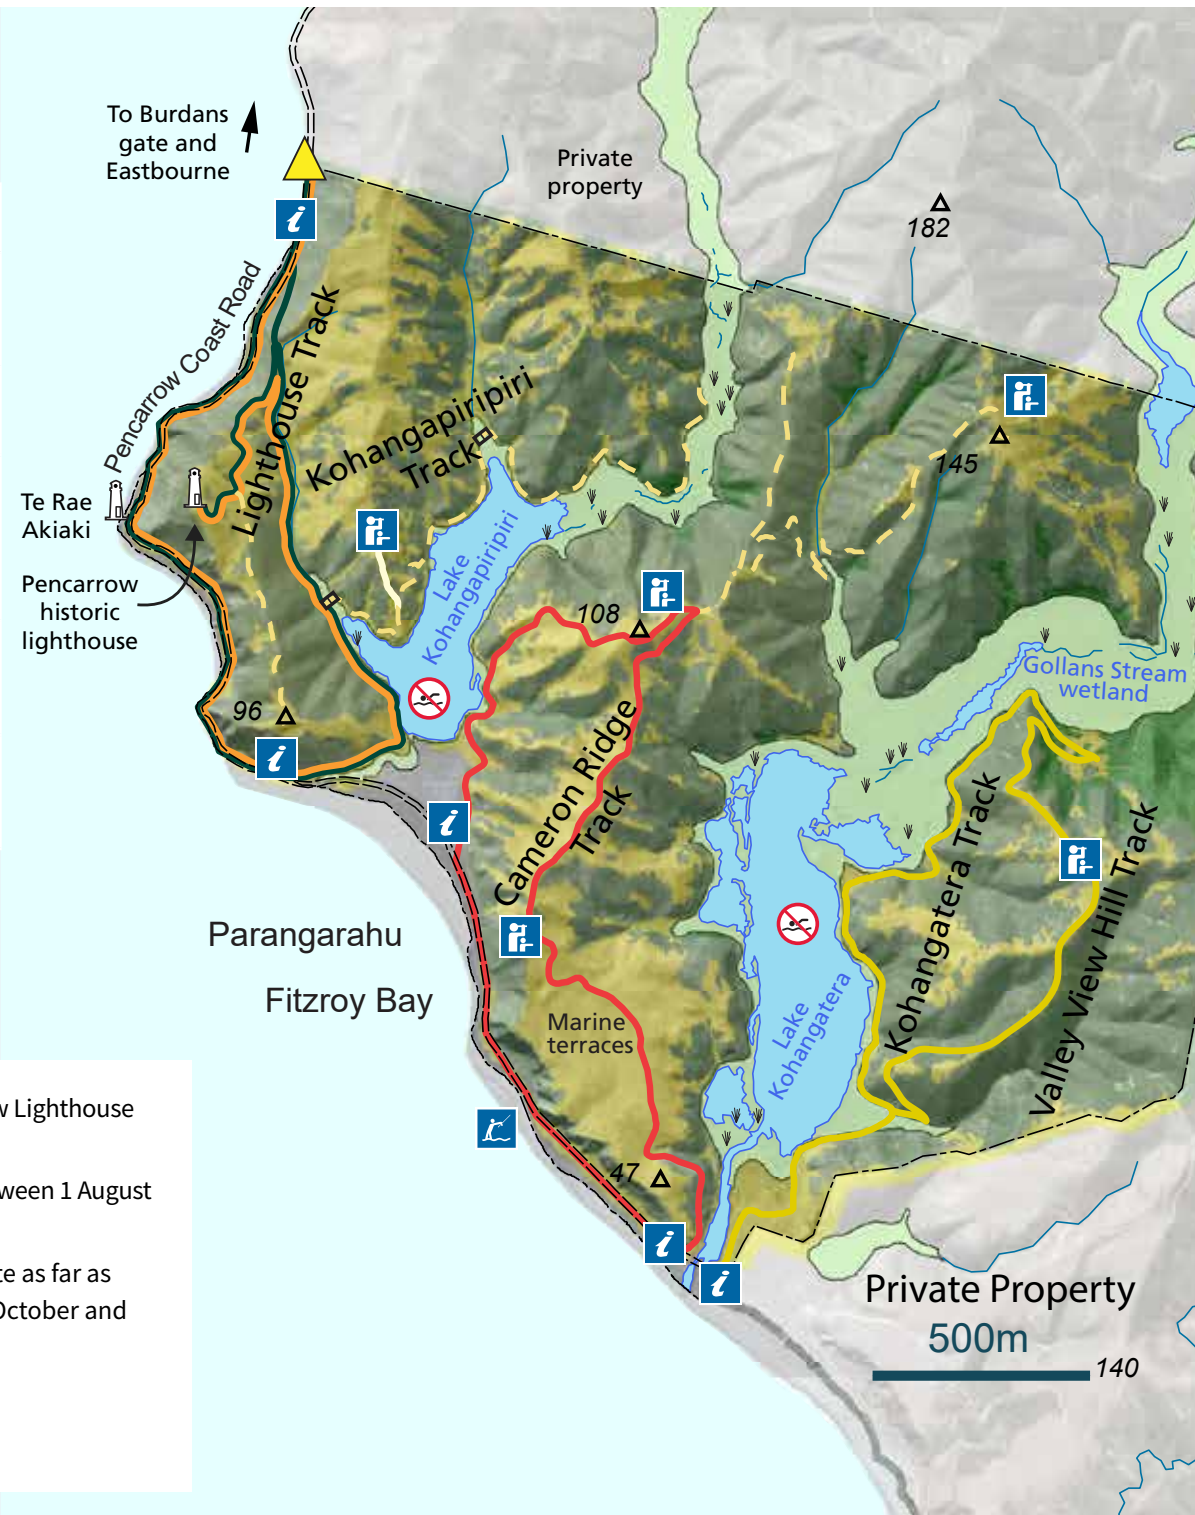 To Burdans
gate and
Eastbourne
Private
property
182
i
Pencarrow Coast Road
Lighthouse Track
Kohangapiripiri
Track
145
Te Rae
Akiaki
Pencarrow
historic
lighthouse
Lake
Kohangapiripiri
108
Gollans Stream
wetland
96
i
i
Cameron Ridge
Track
Kohangatera Track
Valley View Hill Track
Parangarahu
Fitzroy Bay
Marine
terraces
Lake
Kohangatera
w Lighthouse
ween 1 August
te as far as
October and
47
i
i
Private Property
500m
140